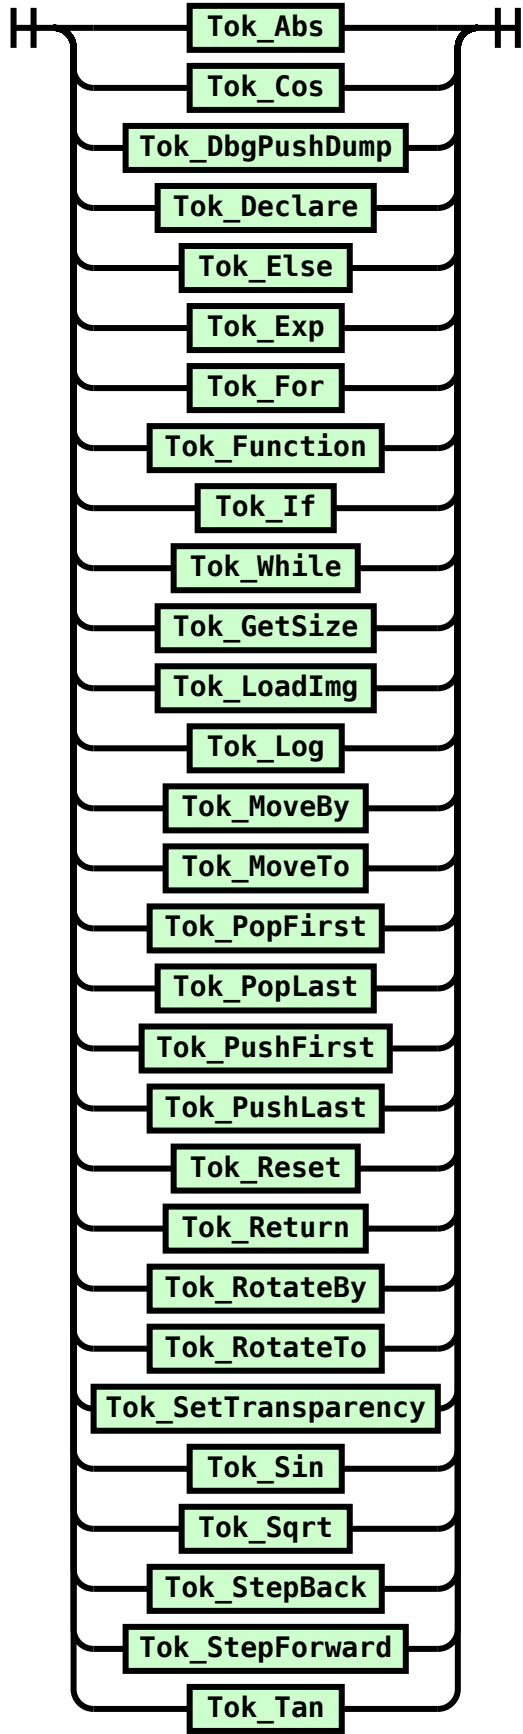 Tok_Abs
Tok_Cos
Tok_DbgPushDump
Tok_Declare
Tok_Else
Tok_Exp
Tok_For
Tok_Function
Tok_If
Tok_While
Tok_GetSize
Tok_LoadImg
Tok_Log
Tok_MoveBy
Tok_MoveTo
Tok_PopFirst
Tok_PopLast
Tok_PushFirst
Tok_PushLast
Tok_Reset
Tok_Return
Tok_RotateBy
Tok_RotateTo
Tok_SetTransparency
Tok_Sin
Tok_Sqrt
Tok_StepBack
Tok_StepForward
Tok_Tan